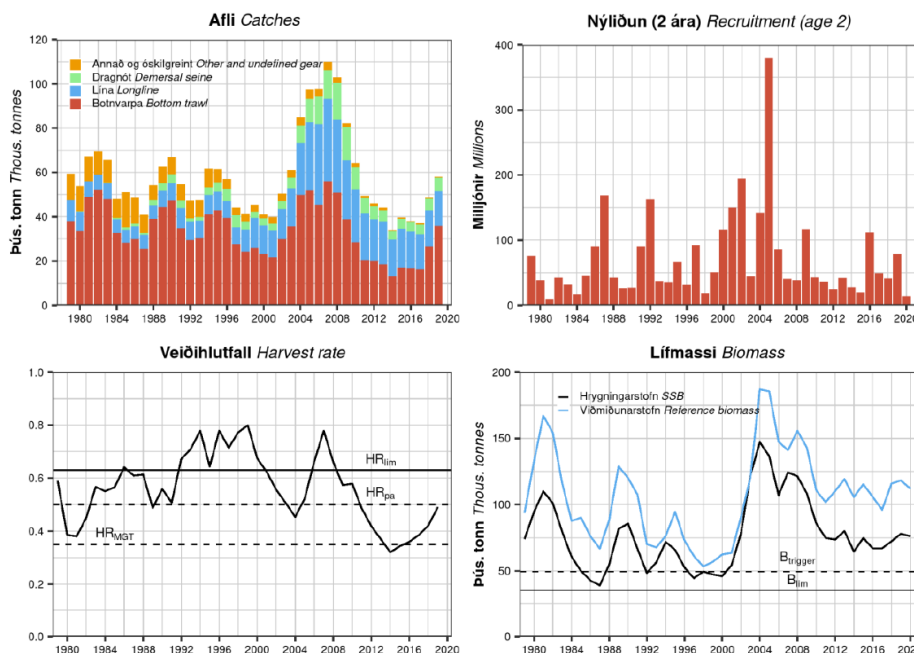 Afli Catches
Þús. tonn Thous. tonnes
120
100
80
60
40
20
0
Annað og óskilgreint Other and undefined gear
Dragnót Demersal seine
Lína Longline
Botnvarpa Bottom trawl
1980 1984 1988 1992 1996 2000 2004 2008 2012 2016 2020
Nýliðun (2 ára) Recruitment (age 2)
Milljónir Millions
400
300
200
100
0
1980 1984 1988 1992 1996 2000 2004 2008 2012 2016 2020
Veiðihlutfall Harvest rate
1.0
0.8
0.6
0.4
0.2
0.0
HRlim
HRpa
HRMGT
1980 1984 1988 1992 1996 2000 2004 2008 2012 2016 2020
Lífmassi Biomass
Þús. tonn Thous. tonnes
200
150
100
50
0
Hrygningarstofn SSB
Viðmiðunarstofn Reference biomass
Btrigger
Blim
1980 1984 1988 1992 1996 2000 2004 2008 2012 2016 2020